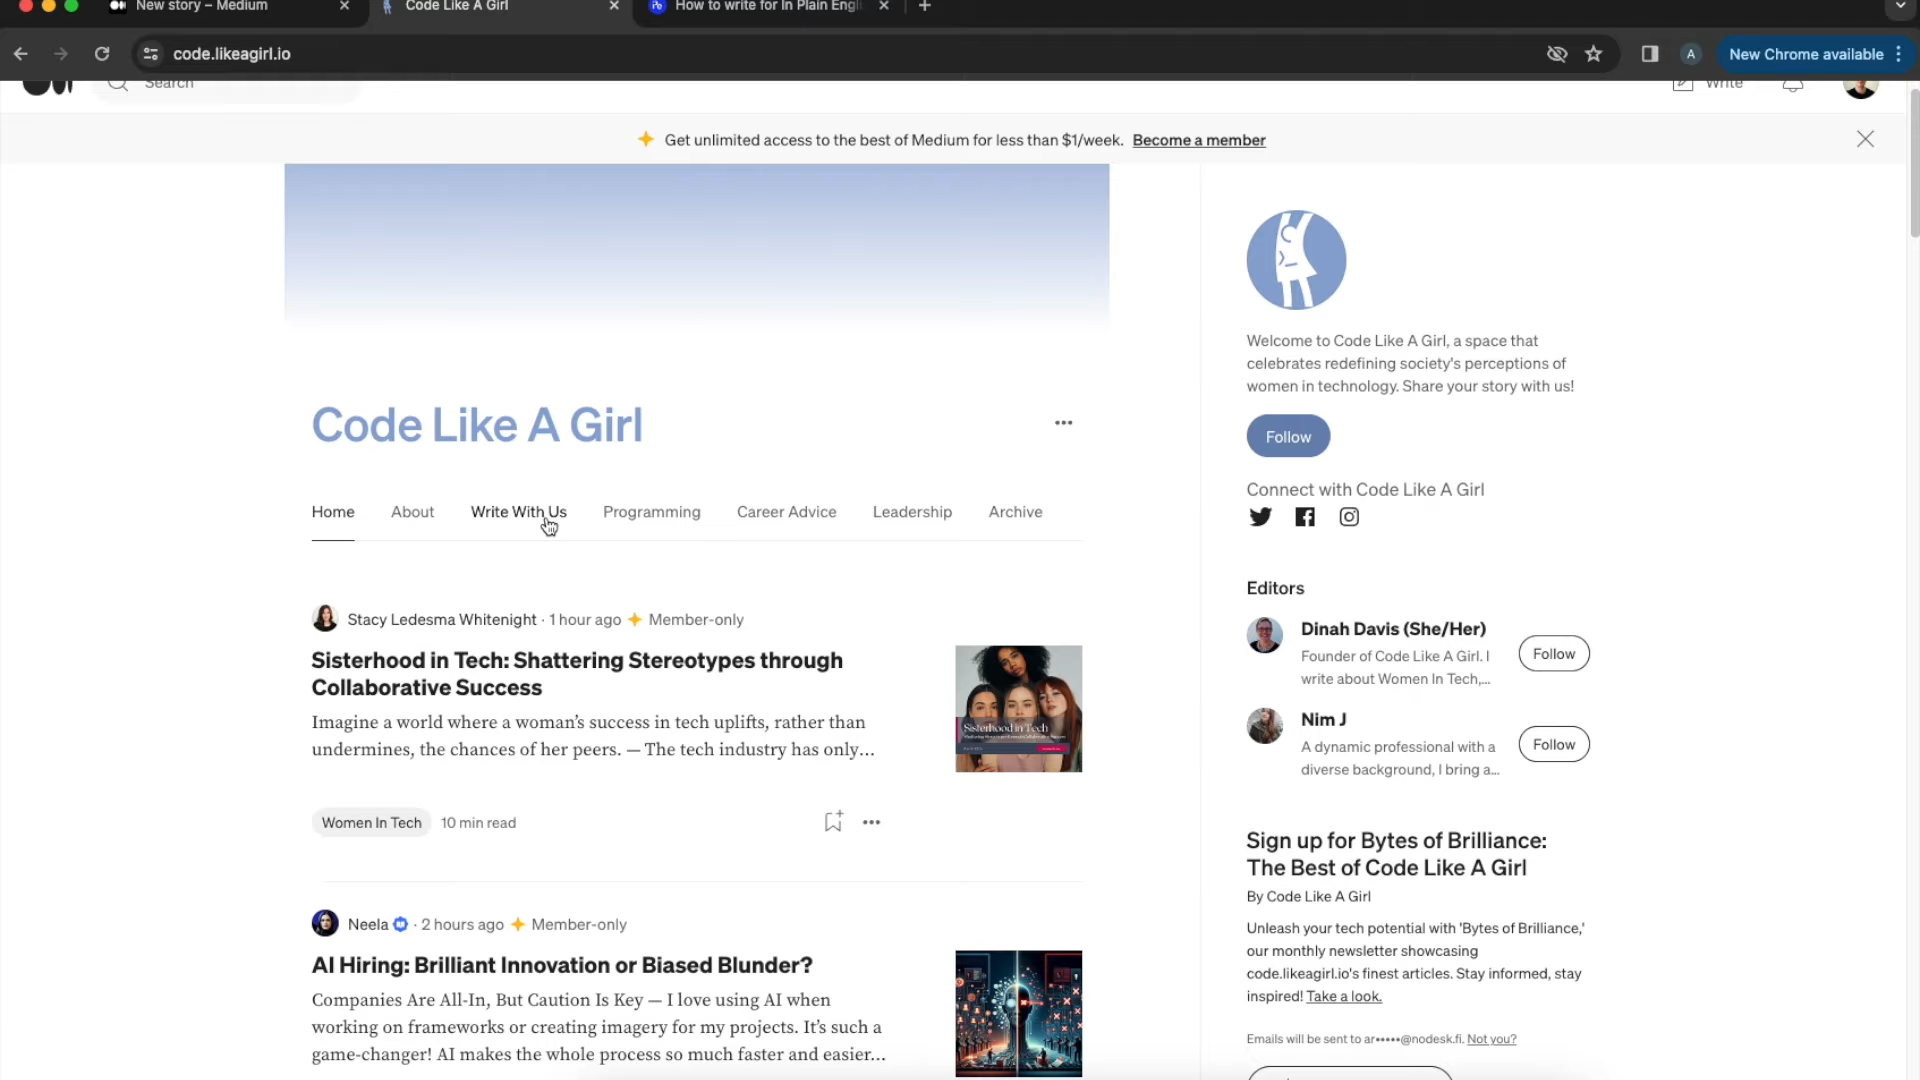 New story – Medium
Code Like A Girl
How to write for In Plain Engl
code.likeagirl.io
A
New Chrome available
Search
Write
Get unlimited access to the best of Medium for less than $1/week. Become a member
Welcome to Code Like A Girl, a space that
celebrates redefining society's perceptions of
women in technology. Share your story with us!
Code Like A Girl
Follow
Connect with Code Like A Girl
Home About Write With Us Programming Career Advice Leadership Archive
Editors
Stacy Ledesma Whitenight · 1 hour ago Member-only
Sisterhood in Tech: Shattering Stereotypes through
Collaborative Success
Imagine a world where a woman’s success in tech uplifts, rather than
undermines, the chances of her peers. — The tech industry has only...
Sisterhood in Tech
Women In Tech 10 min read
Dinah Davis (She/Her)
Founder of Code Like A Girl. I
write about Women In Tech,...
Follow
Nim J
A dynamic professional with a
diverse background, I bring a...
Follow
Sign up for Bytes of Brilliance:
The Best of Code Like A Girl
By Code Like A Girl
Unleash your tech potential with 'Bytes of Brilliance,'
our monthly newsletter showcasing
code.likeagirl.io's finest articles. Stay informed, stay
inspired! Take a look.
Emails will be sent to ar•••••@nodesk.fi. Not you?
Neela · 2 hours ago Member-only
AI Hiring: Brilliant Innovation or Biased Blunder?
Companies Are All-In, But Caution Is Key — I love using AI when
working on frameworks or creating imagery for my projects. It’s such a
game-changer! AI makes the whole process so much faster and easier...